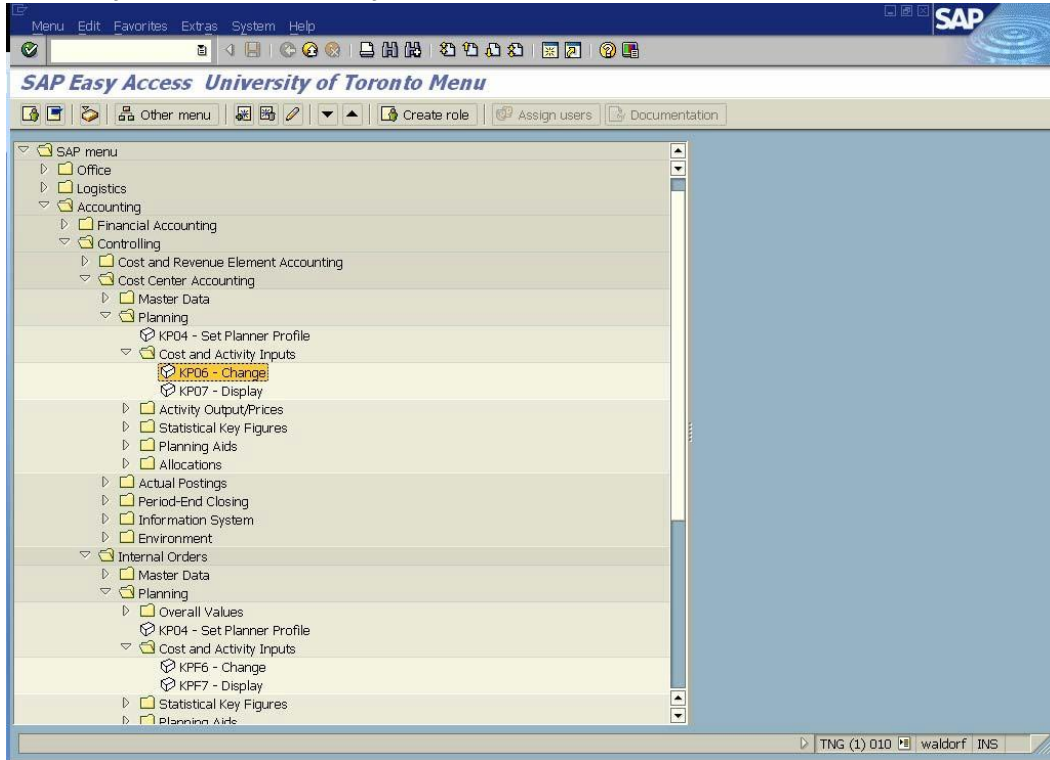 Menu Edit Favorites Extras System Help
SAP
SAP Easy Access University of Toronto Menu
Other menu Create role Assign users Documentation
SAP menu
Office
Logistics
Accounting
Financial Accounting
Controlling
Cost and Revenue Element Accounting
Cost Center Accounting
Master Data
Planning
KP04 - Set Planner Profile
Cost and Activity Inputs
KP06 - Change
KP07 - Display
Activity Output/Prices
Statistical Key Figures
Planning Aids
Allocations
Actual Postings
Period-End Closing
Information System
Environment
Internal Orders
Master Data
Planning
Overall Values
KP04 - Set Planner Profile
Cost and Activity Inputs
KPF6 - Change
KPF7 - Display
Statistical Key Figures
Planning Aids
TNG (1) 010 waldorf INS